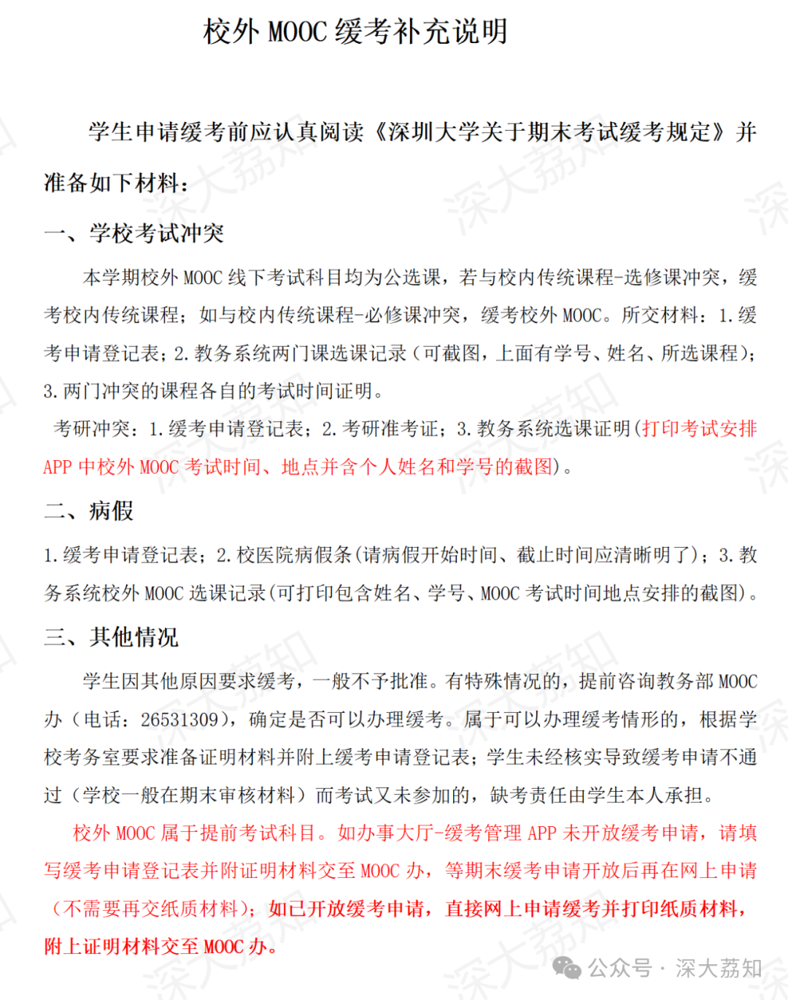 校外 MOOC 缓考补充说明
学生申请缓考前应认真阅读《深圳大学关于期末考试缓考规定》并
准备如下材料：
一、学校考试冲突
本学期校外 MOOC 线下考试科目均为公选课，若与校内传统课程-选修课冲突，缓
考校内传统课程；如与校内传统课程-必修课冲突，缓考校外 MOOC。所交材料：1.缓
考申请登记表；2.教务系统两门课选课记录（可截图，上面有学号、姓名、所选课程）；
3.两门冲突的课程各自的考试时间证明。
考研冲突：1.缓考申请登记表；2.考研准考证；3.教务系统选课证明(打印考试安排
APP 中校外 MOOC 考试时间、地点并含个人姓名和学号的截图)。
二、病假
1.缓考申请登记表；2.校医院病假条(请病假开始时间、截止时间应清晰明了)；3.教
务系统校外 MOOC 选课记录(可打印包含姓名、学号、MOOC 考试时间地点安排的截图)。
三、其他情况
学生因其他原因要求缓考，一般不予批准。有特殊情况的，提前咨询教务部 MOOC
办（电话：26531309），确定是否可以办理缓考。属于可以办理缓考情形的，根据学
校考务室要求准备证明材料并附上缓考申请登记表；学生未经核实导致缓考申请不通
过（学校一般在期末审核材料）而考试又未参加的，缺考责任由学生本人承担。
校外 MOOC 属于提前考试科目。如办事大厅-缓考管理 APP 未开放缓考申请，请填
写缓考申请登记表并附证明材料交至 MOOC 办，等期末缓考申请开放后再在网上申请
（不需要再交纸质材料）；如已开放缓考申请，直接网上申请缓考并打印纸质材料，
附上证明材料交至 MOOC 办。
公众号·深大荔知